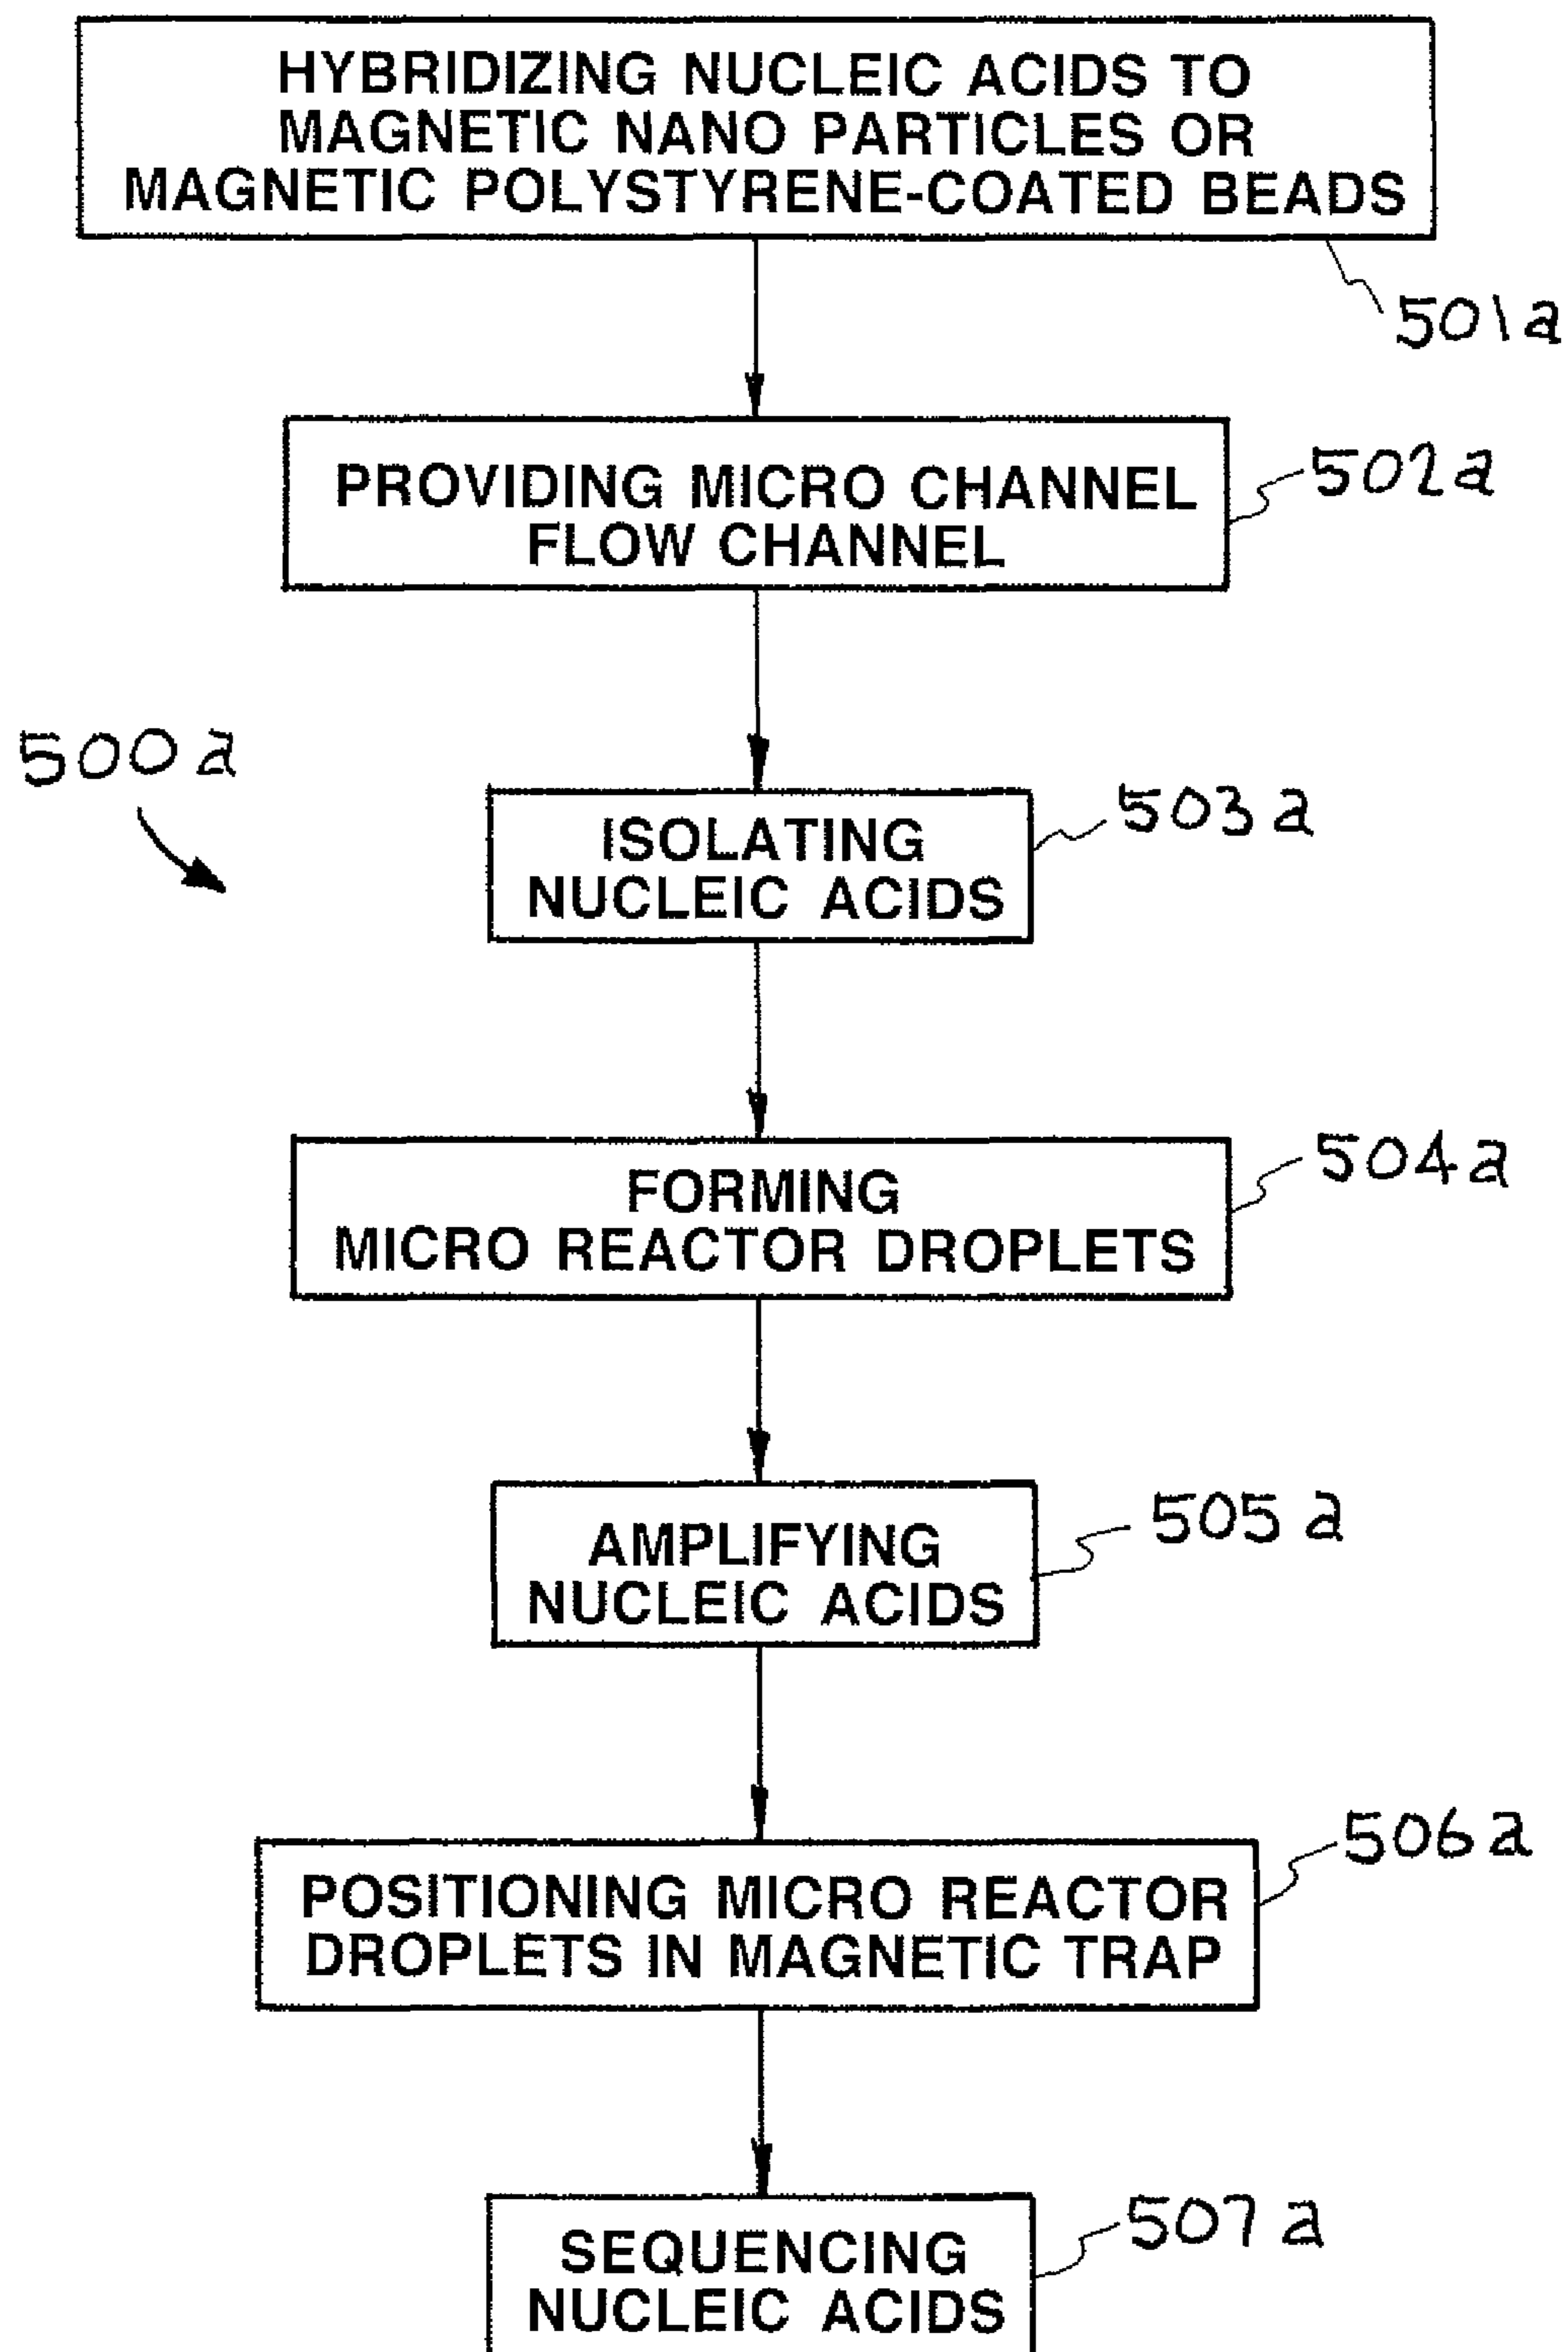 HYBRIDIZING NUCLEIC ACIDS TO
MAGNETIC NANO PARTICLES OR
MAGNETIC POLYSTYRENE-COATED BEADS
501a
PROVIDING MICRO CHANNEL
FLOW CHANNEL
502a
500a
ISOLATING
NUCLEIC ACIDS
503a
FORMING
MICRO REACTOR DROPLETS
504a
AMPLIFYING
NUCLEIC ACIDS
505a
POSITIONING MICRO REACTOR
DROPLETS IN MAGNETIC TRAP
506a
SEQUENCING
NUCLEIC ACIDS
507a